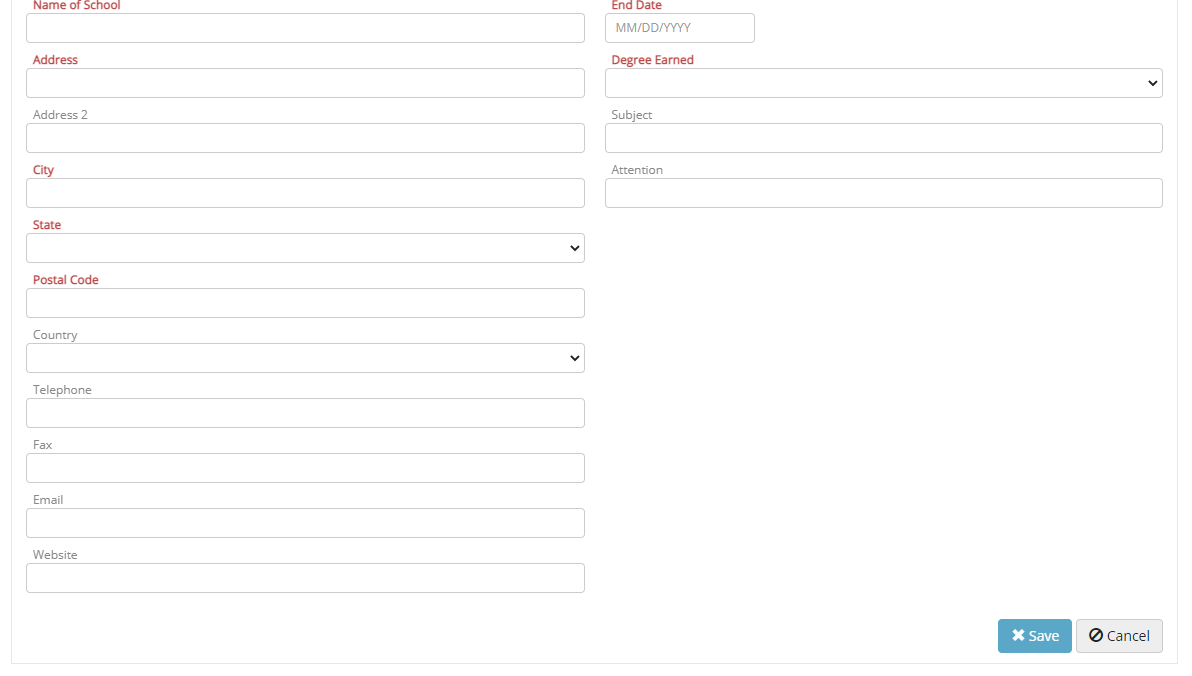 Name of School
Address
Address 2
City
State
Postal Code
Country
Telephone
Fax
Email
Website
End Date
MM/DD/YYYY
Degree Earned
Subject
Attention
Save
Cancel